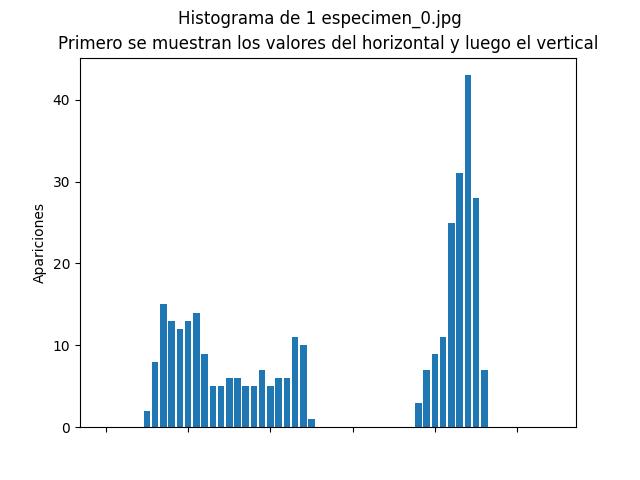 Histograma de 1 especimen_0.jpg
Primero se muestran los valores del horizontal y luego el vertical
40
30
20
10
0
Apariciones